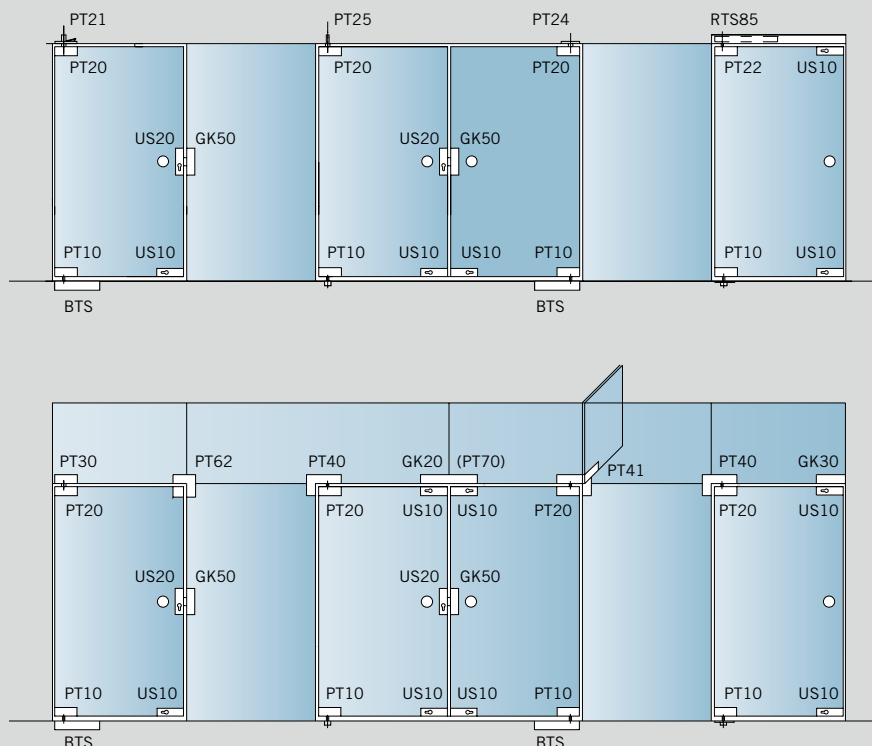 PT21 PT25 PT24 RTS85
PT20 PT20 PT20 PT22 US10
US20 GK50 US20 GK50
PT10 US10 PT10 US10 US10 PT10 PT10 US10
BTS BTS
PT30 PT62 PT40 GK20 (PT70) PT41 PT40 GK30
PT20 PT20 US10 US10 PT20 PT20 US10
US20 GK50 US20 GK50
PT10 US10 PT10 US10 US10 PT10 PT10 US10
BTS BTS